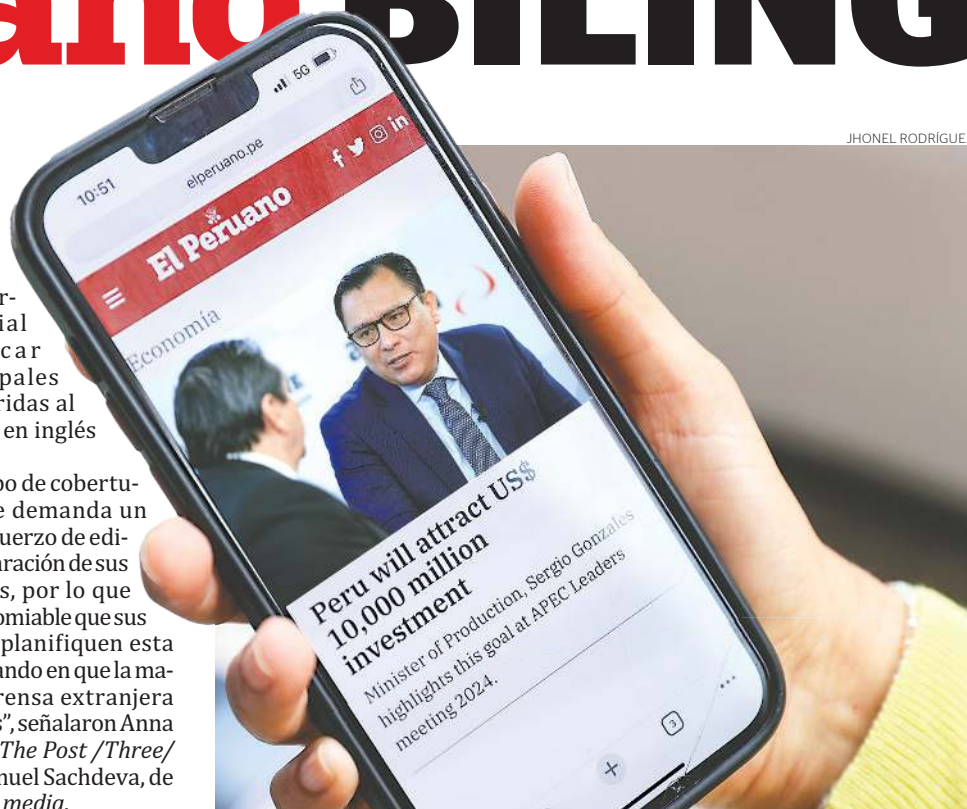 ano BILING
JHONEL RODRÍGUE
r-
ial
car
pales
ridas al
en inglés
po de cobertu-
e demanda un
uerzo de edi-
aración de sus
s, por lo que
omiable que sus
planifiquen esta
ando en que la ma-
rensa extranjera
s”, señalaron Anna
The Post /Three/
nuel Sachdeva, de
media.
10:51
5G
elperuano.pe
El Peruano
Economía
Peru will attract US$
10,000 million
investment
Minister of Production, Sergio Gonzales
highlights this goal at APEC Leaders
meeting 2024.
3